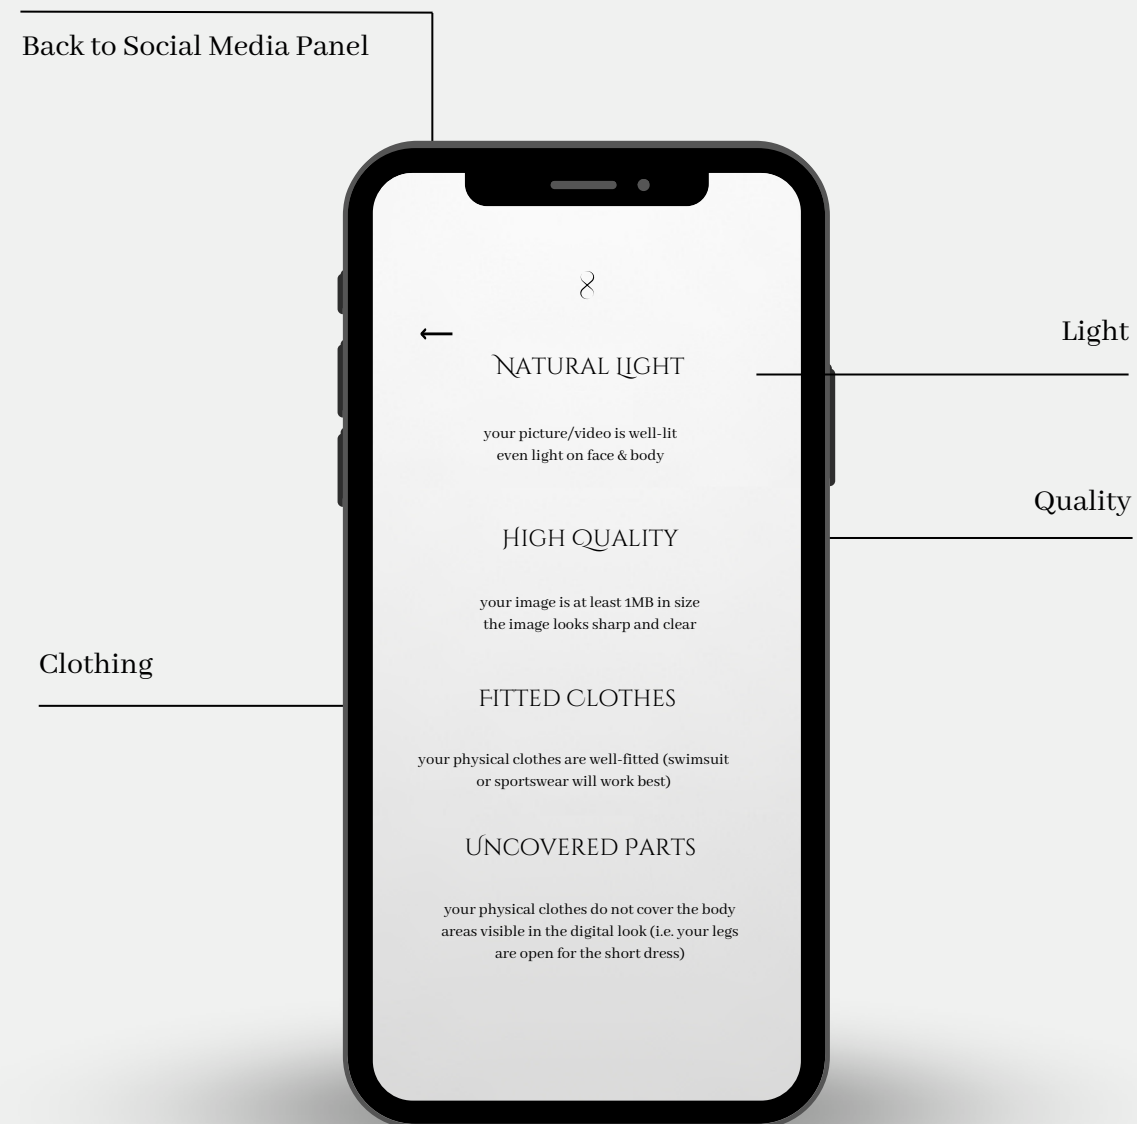 Back to Social Media Panel
8
NATURAL LIGHT
Light
your picture/video is well-lit
even light on face & body
Quality
HIGH QUALITY
your image is at least 1MB in size
the image looks sharp and clear
Clothing
FITTED CLOTHES
your physical clothes are well-fitted (swimsuit
or sportswear will work best)
UNCOVERED PARTS
your physical clothes do not cover the body
areas visible in the digital look (i.e. your legs
are open for the short dress)